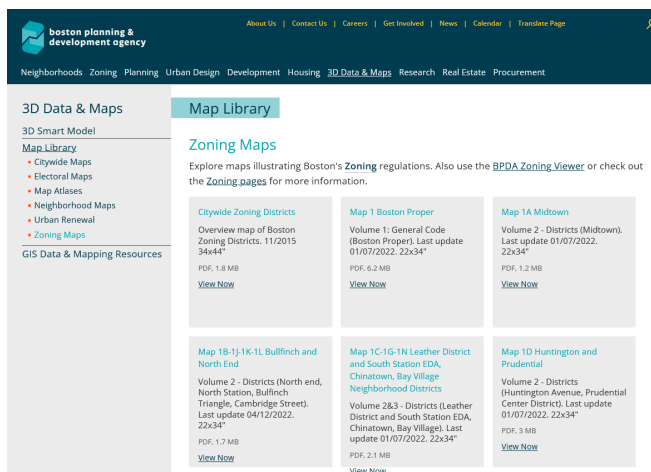 boston planning &
development agency
About Us | Contact Us | Careers | Get Involved | News | Calendar | Translate Page
Neighborhoods Zoning Planning Urban Design Development Housing 3D Data & Maps Research Real Estate Procurement
3D Data & Maps
3D Smart Model
Map Library
Citywide Maps
Electoral Maps
Map Atlases
Neighborhood Maps
Urban Renewal
Zoning Maps
GIS Data & Mapping Resources
Map Library
Zoning Maps
Explore maps illustrating Boston's Zoning regulations. Also use the BPDA Zoning Viewer or check out
the Zoning pages for more information.
Citywide Zoning Districts
Overview map of Boston
Zoning Districts. 11/2015
34x44"
PDF, 1.8 MB
View Now
Map 1 Boston Proper
Volume 1: General Code
(Boston Proper). Last update
01/07/2022. 22x34"
PDF, 6.2 MB
View Now
Map 1A Midtown
Volume 2 - Districts (Midtown).
Last update 01/07/2022.
22x34"
PDF, 1.2 MB
View Now
Map 1B-1J-1K-1L Bullfinch and
North End
Volume 2 - Districts (North end,
North Station, Bulfinch
Triangle, Cambridge Street).
Last update 04/12/2022.
22x34"
PDF, 1.7 MB
View Now
Map 1C-1G-1N Leather District
and South Station EDA,
Chinatown, Bay Village
Neighborhood Districts
Volume 2&3 - Districts (Leather
District and South Station EDA,
Chinatown, Bay Village). Last
update 01/07/2022. 22x34"
PDF, 2.1 MB
View Now
Map 1D Huntington and
Prudential
Volume 2 - Districts
(Huntington Avenue, Prudential
Center District). Last update
01/07/2022. 22x34"
PDF, 3 MB
View Now